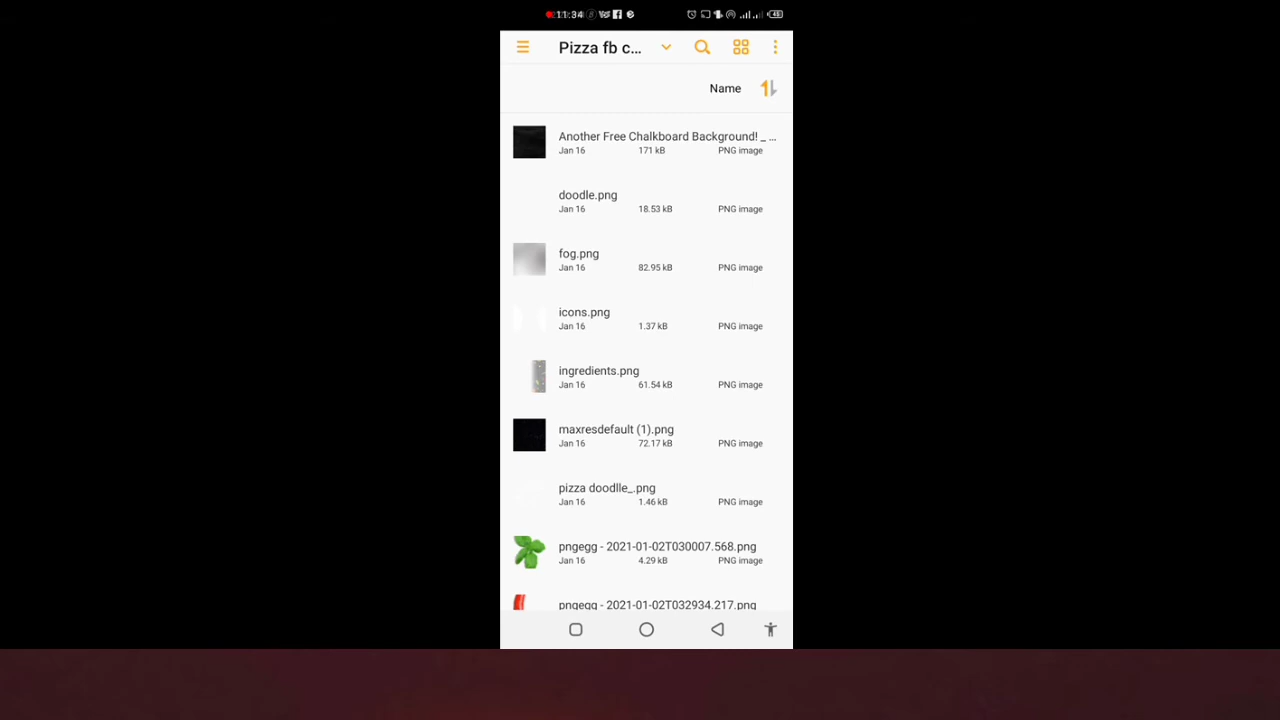 11:34
46
Pizza fb c...
Name
Another Free Chalkboard Background! _ ...
Jan 16 171 kB PNG image
doodle.png
Jan 16 18.53 kB PNG image
fog.png
Jan 16 82.95 kB PNG image
icons.png
Jan 16 1.37 kB PNG image
ingredients.png
Jan 16 61.54 kB PNG image
maxresdefault (1).png
Jan 16 72.17 kB PNG image
pizza doodlle_.png
Jan 16 1.46 kB PNG image
pngegg - 2021-01-02T030007.568.png
Jan 16 4.29 kB PNG image
pngegg - 2021-01-02T032934.217.png